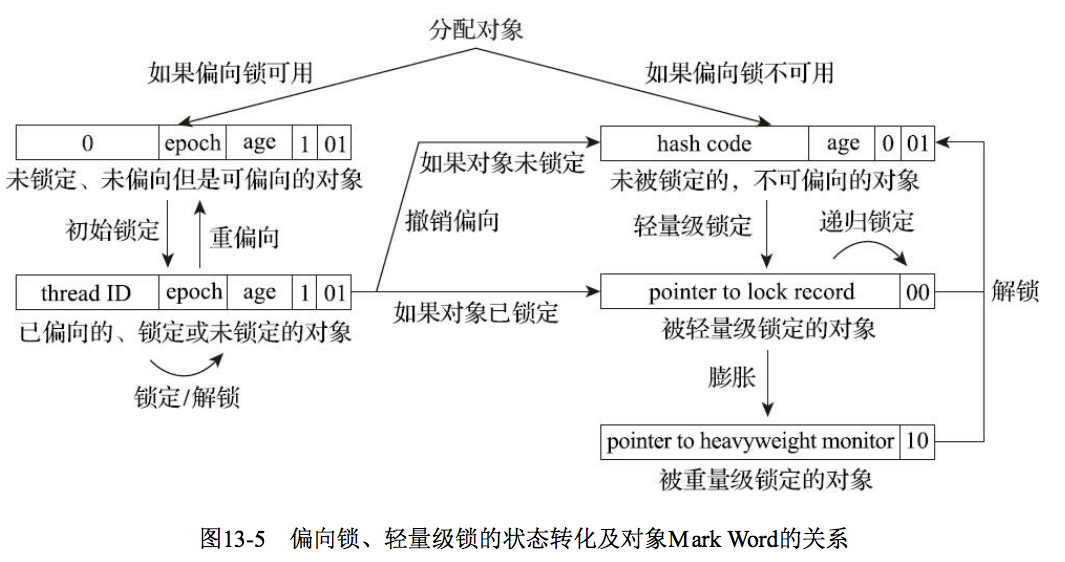 分配对象
如果偏向锁可用
如果偏向锁不可用
0 epoch age 1 01
未锁定、未偏向但是可偏向的对象
初始锁定
重偏向
thread ID epoch age 1 01
已偏向的、锁定或未锁定的对象
锁定/解锁
如果对象未锁定
撤销偏向
如果对象已锁定
hash code age 0 01
未被锁定的，不可偏向的对象
轻量级锁定
递归锁定
pointer to lock record 00
被轻量级锁定的对象
解锁
膨胀
pointer to heavyweight monitor 10
被重量级锁定的对象
图13-5 偏向锁、轻量级锁的状态转化及对象Mark Word的关系